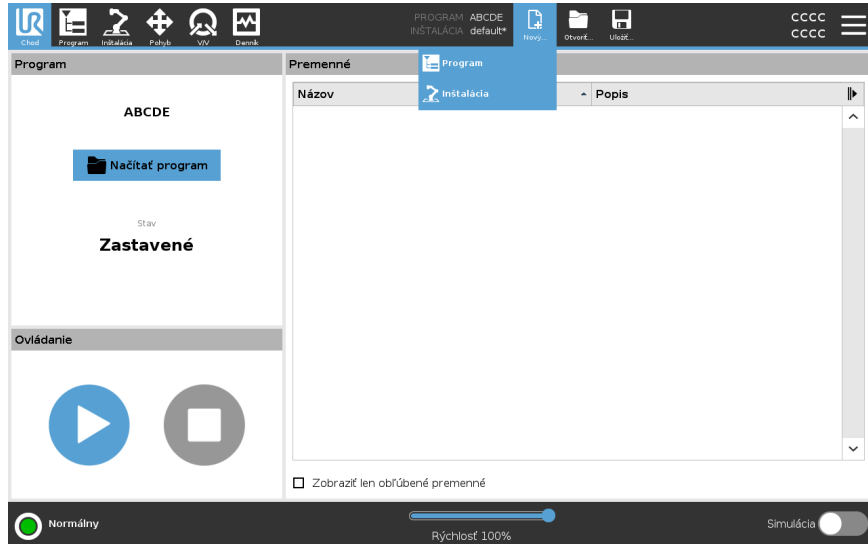 Chod
Program
Inštalácia
Pohyb
V/V
Denník
PROGRAM ABCDE
INŠTALÁCIA default*
Nový...
Otvoriť...
Uložiť...
CCCC
CCCC
Program
Inštalácia
Program
ABCDE
Načítať program
Stav
Zastavené
Ovládanie
Premenné
Názov
Popis
Zobraziť len obľúbené premenné
Normálny
Rýchlosť 100%
Simulácia